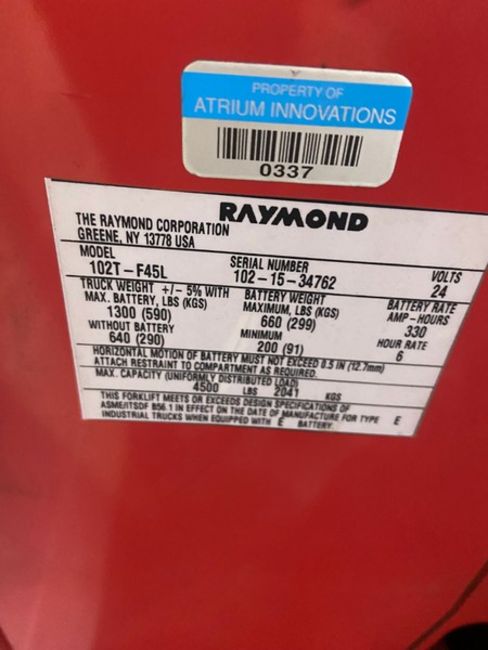 PROPERTY OF
ATRIUM INNOVATIONS
0337
RAYMOND
THE RAYMOND CORPORATION
GREENE, NY 13778 USA
MODEL SERIAL NUMBER VOLTS
102T-F45L 102-15-34762 24
TRUCK WEIGHT +/- 5% WITH BATTERY WEIGHT BATTERY RATE
MAX. BATTERY, LBS (KGS) MAXIMUM, LBS (KGS) AMP-HOURS
1300 (590) 660 (299) 330
WITHOUT BATTERY MINIMUM HOUR RATE
640 (290) 200 (91) 6
HORIZONTAL MOTION OF BATTERY MUST NOT EXCEED 0.5 IN (12.7mm)
ATTACH RESTRAINT TO COMPARTMENT AS REQUIRED.
MAX. CAPACITY (UNIFORMLY DISTRIBUTED LOAD)
4500 LBS 2041 KGS
THIS FORKLIFT MEETS OR EXCEEDS DESIGN SPECIFICATIONS OF
ASME/ITSDF B56.1 IN EFFECT ON THE DATE OF MANUFACTURE FOR TYPE E
INDUSTRIAL TRUCKS WHEN EQUIPPED WITH E BATTERY.